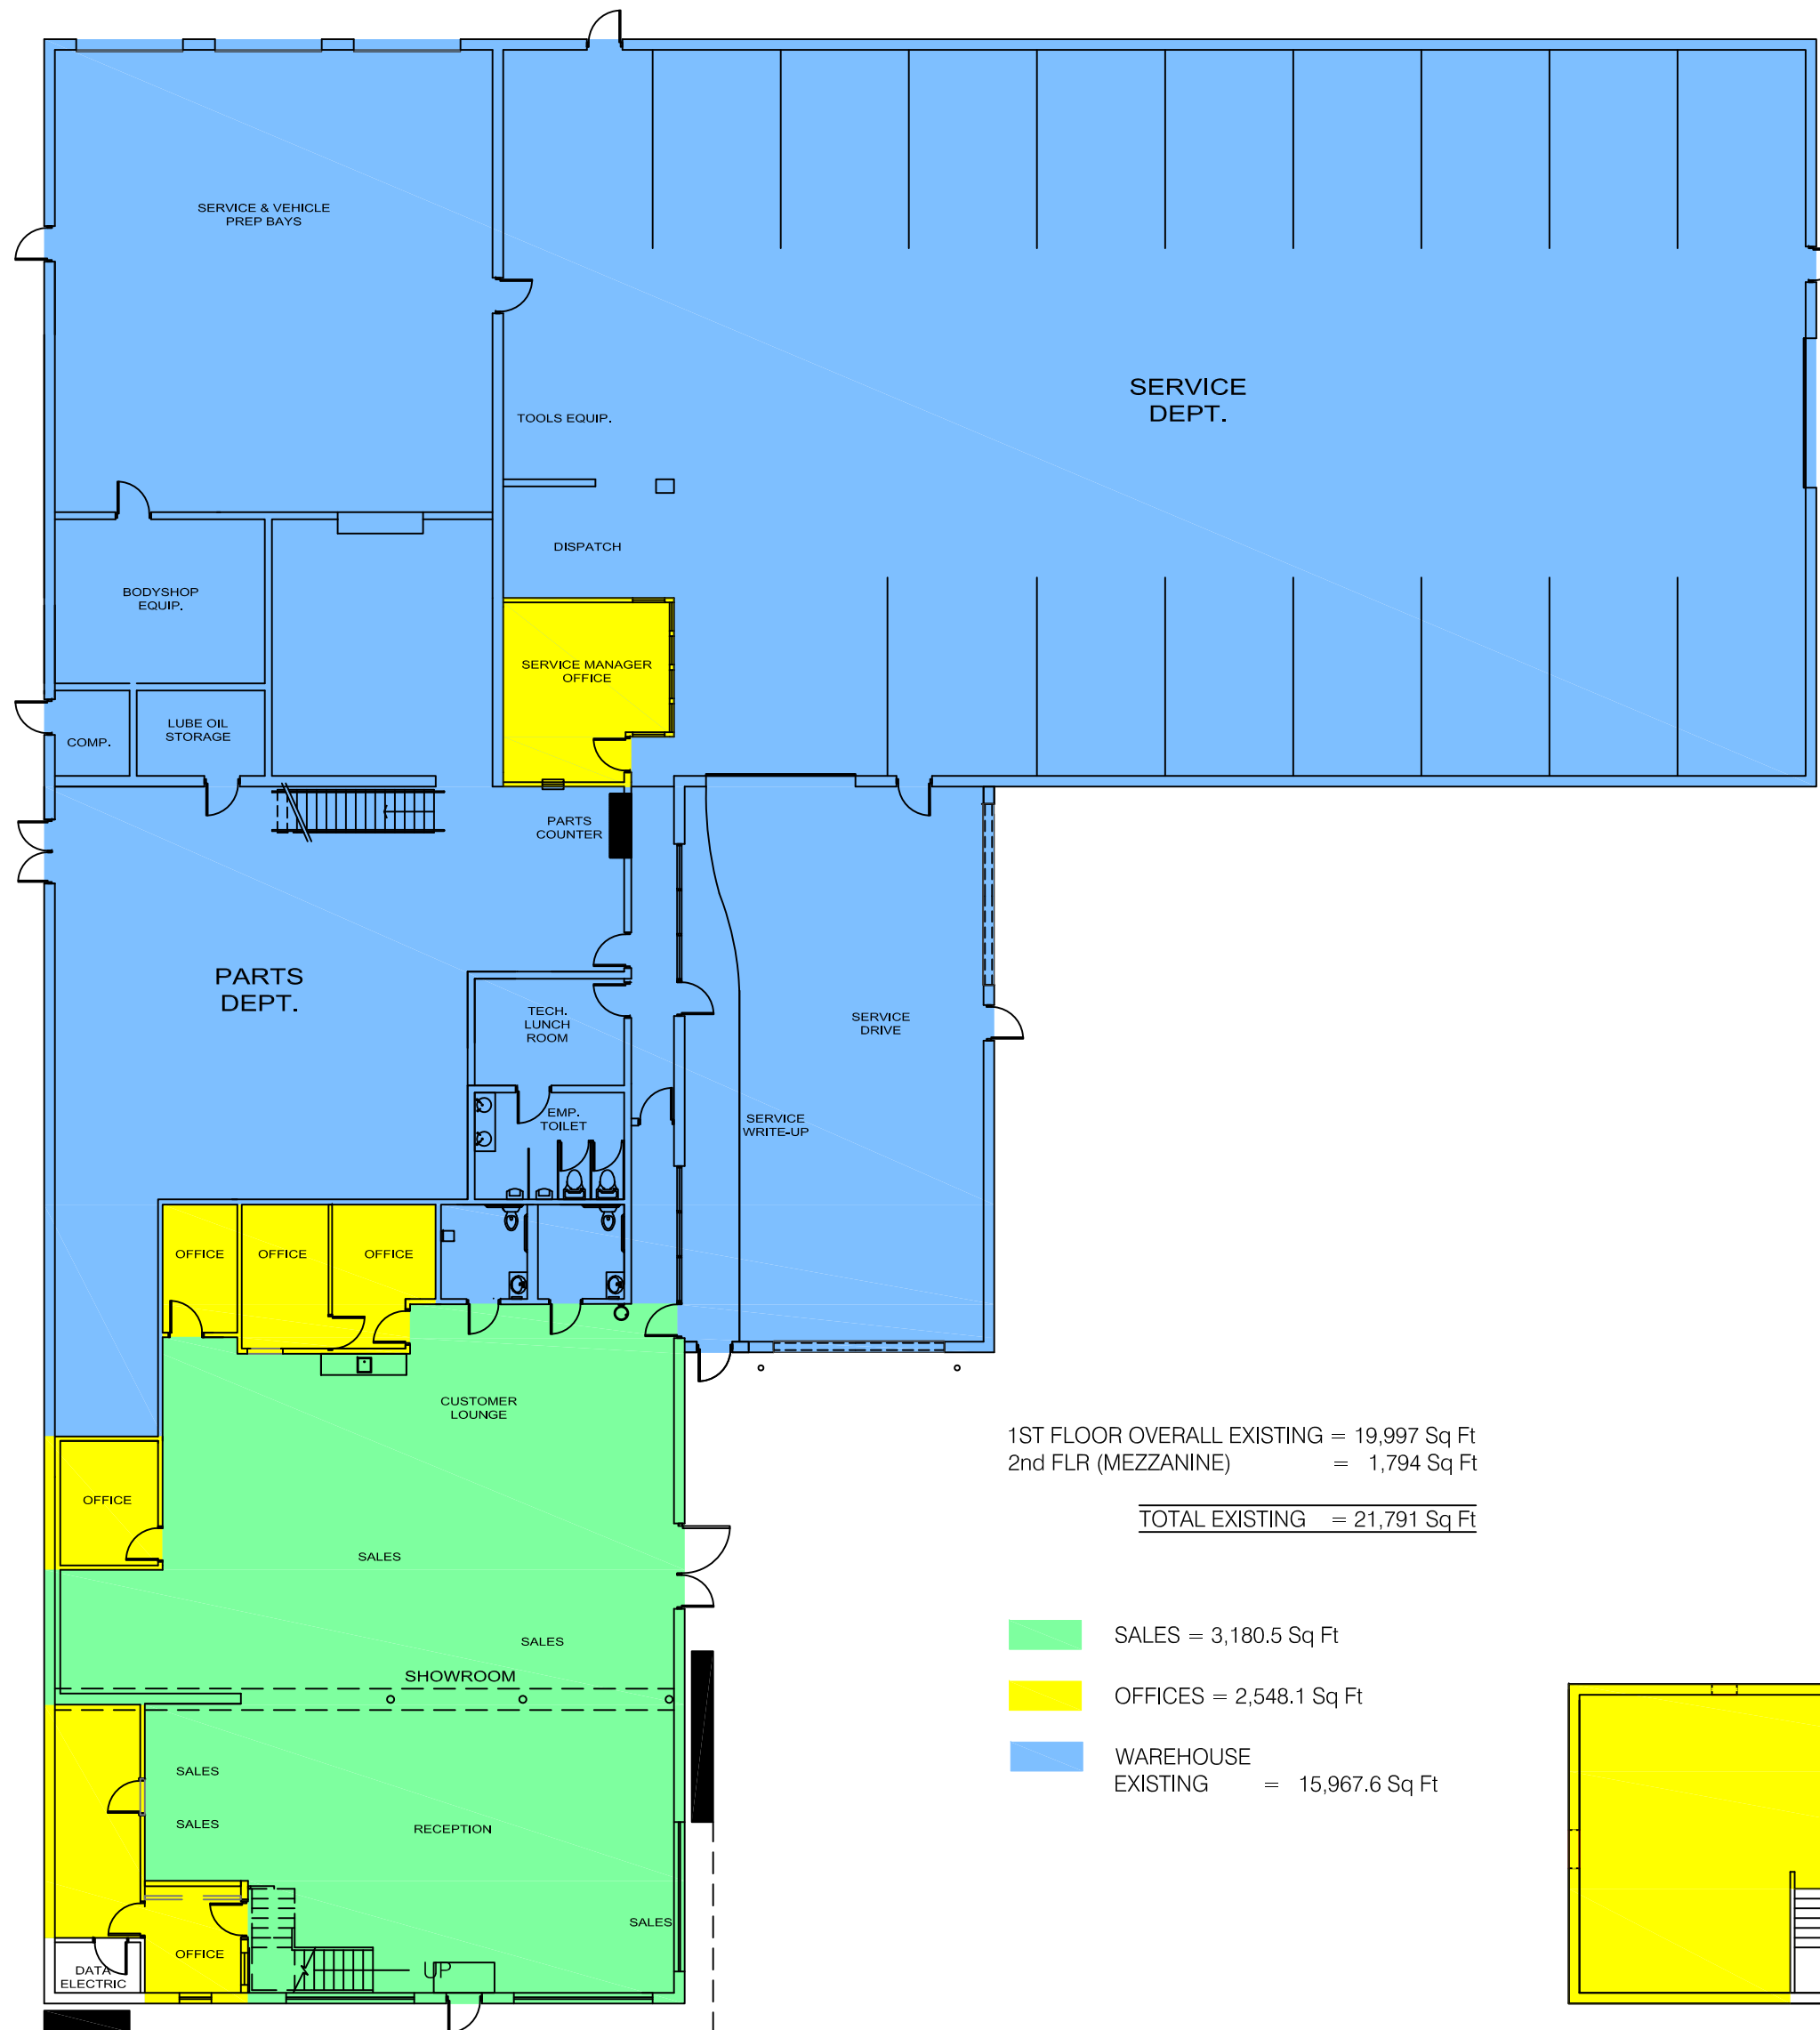 SERVICE & VEHICLE
PREP BAYS
SERVICE
DEPT.
TOOLS EQUIP.
DISPATCH
BODYSHOP
EQUIP.
SERVICE MANAGER
OFFICE
COMP.
LUBE OIL
STORAGE
PARTS
COUNTER
PARTS
DEPT.
TECH.
LUNCH
ROOM
SERVICE
DRIVE
EMP.
TOILET
SERVICE
WRITE-UP
OFFICE
OFFICE
OFFICE
CUSTOMER
LOUNGE
1ST FLOOR OVERALL EXISTING = 19,997 Sq Ft
2nd FLR (MEZZANINE) = 1,794 Sq Ft
TOTAL EXISTING = 21,791 Sq Ft
OFFICE
SALES
SALES
SHOWROOM
SALES = 3,180.5 Sq Ft
OFFICES = 2,548.1 Sq Ft
WAREHOUSE
EXISTING = 15,967.6 Sq Ft
SALES
SALES
RECEPTION
SALES
OFFICE
UP
DATA
ELECTRIC